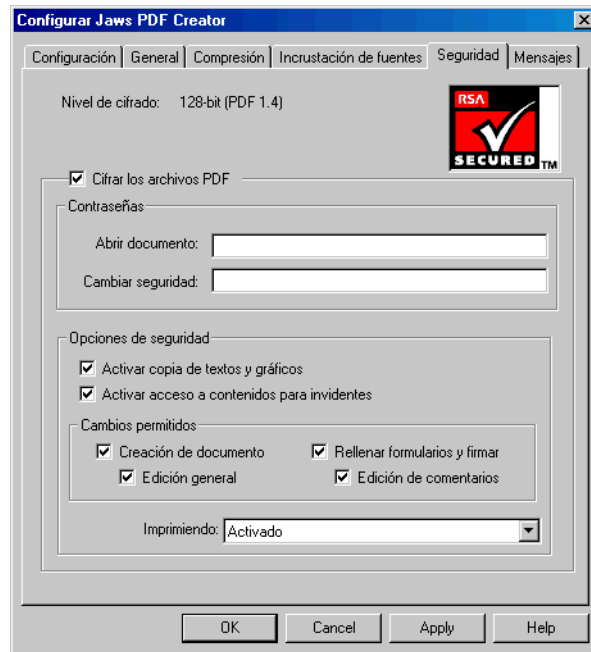 Configurar Jaws PDF Creator
Configuración General Compresión Incrustación de fuentes Seguridad Mensajes
Nivel de cifrado: 128-bit (PDF 1.4)
RSA
SECURED TM
Cifrar los archivos PDF
Contraseñas
Abrir documento:
Cambiar seguridad:
Opciones de seguridad
Activar copia de textos y gráficos
Activar acceso a contenidos para invidentes
Cambios permitidos
Creación de documento Rellenar formularios y firmar
Edición general Edición de comentarios
Imprimiendo: Activado
OK Cancel Apply Help